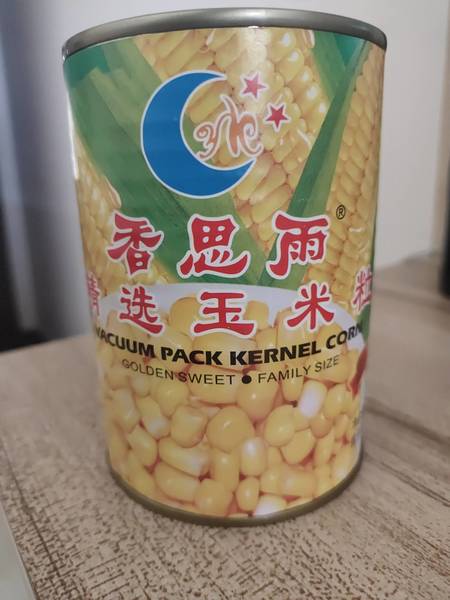 香思雨®
精选玉米粒
VACUUM PACK KERNEL CORN
GOLDEN SWEET ● FAMILY SIZE